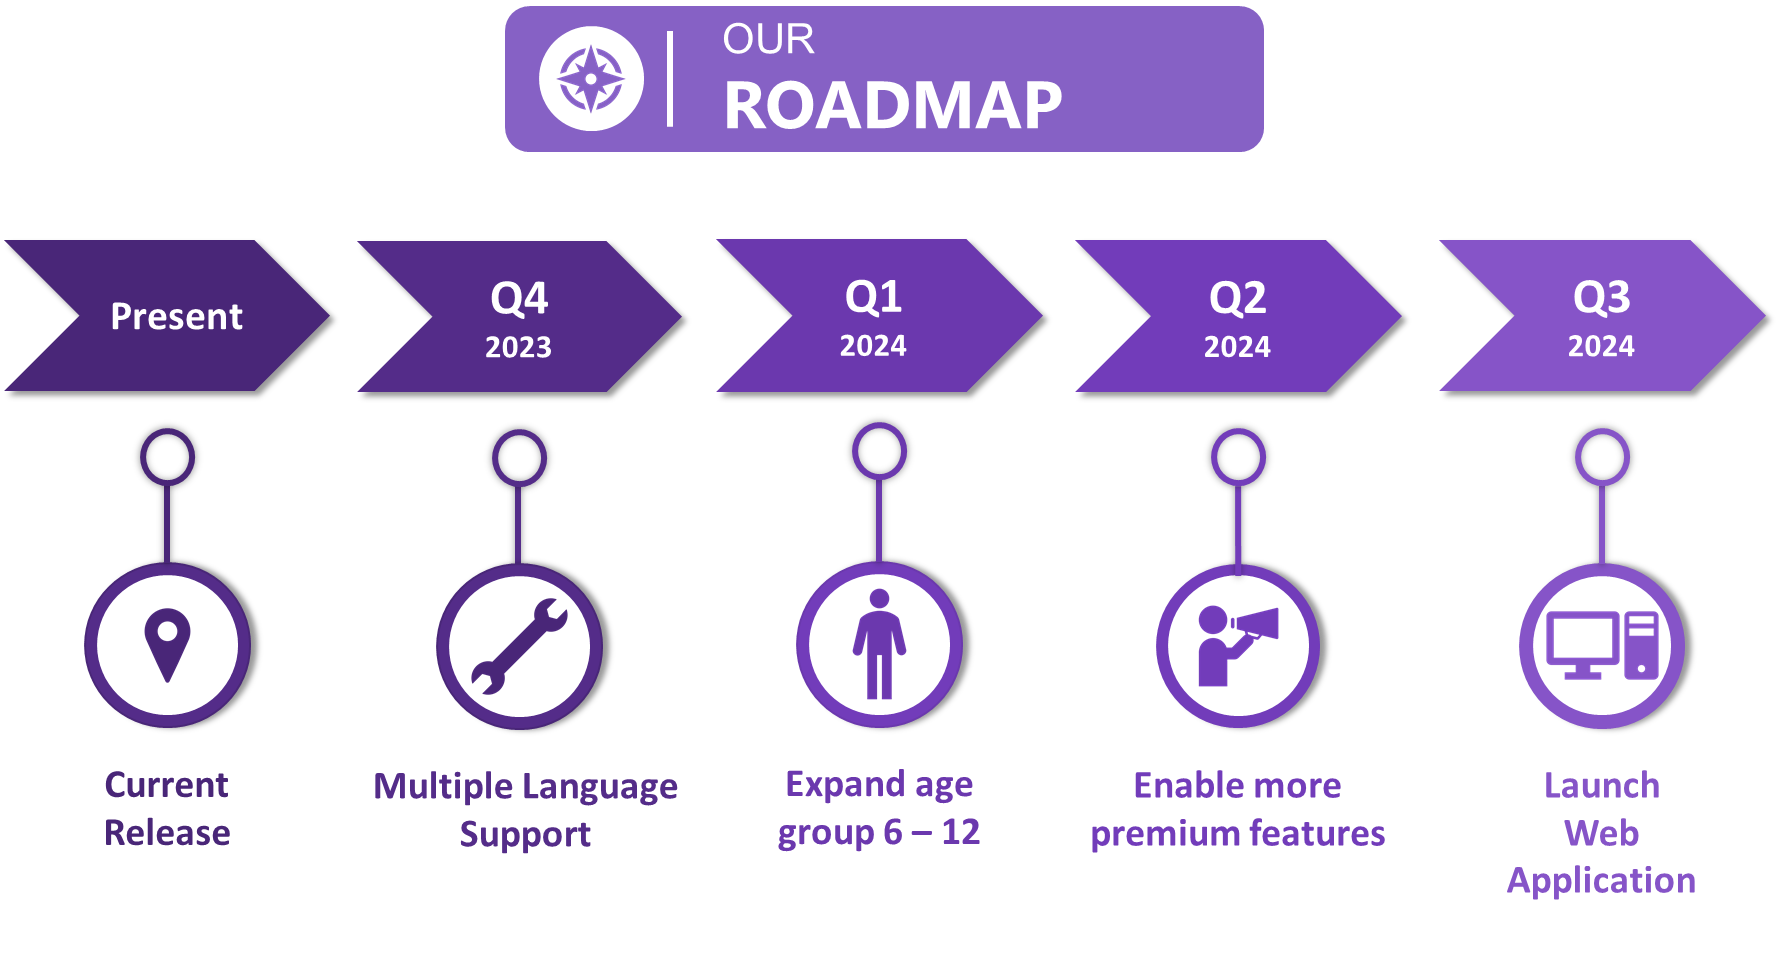 OUR
ROADMAP
Present
Q4
2023
Q1
2024
Q2
2024
Q3
2024
Current
Release
Multiple Language
Support
Expand age
group 6 – 12
Enable more
premium features
Launch
Web
Application